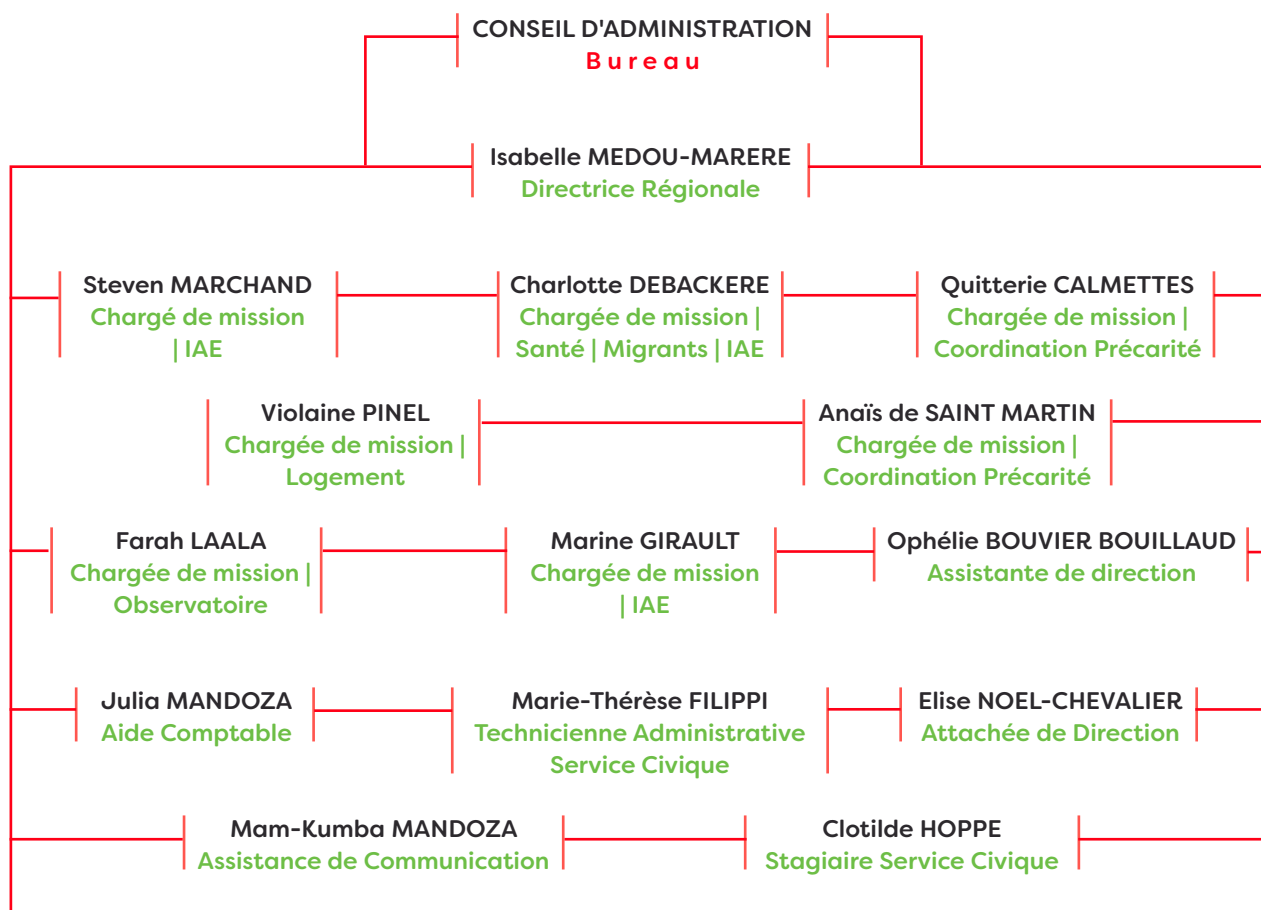 CONSEIL D'ADMINISTRATION
Bureau
Isabelle MEDOU-MARERE
Directrice Régionale
Steven MARCHAND
Chargé de mission
| IAE
Charlotte DEBACKERE
Chargée de mission |
Santé | Migrants | IAE
Quitterie CALMETTES
Chargée de mission |
Coordination Précarité
Violaine PINEL
Chargée de mission |
Logement
Anaïs de SAINT MARTIN
Chargée de mission |
Coordination Précarité
Farah LAALA
Chargée de mission |
Observatoire
Marine GIRAULT
Chargée de mission
| IAE
Ophélie BOUVIER BOUILLAUD
Assistante de direction
Julia MANDOZA
Aide Comptable
Marie-Thérèse FILIPPI
Technicienne Administrative
Service Civique
Elise NOEL-CHEVALIER
Attachée de Direction
Mam-Kumba MANDOZA
Assistance de Communication
Clotilde HOPPE
Stagiaire Service Civique